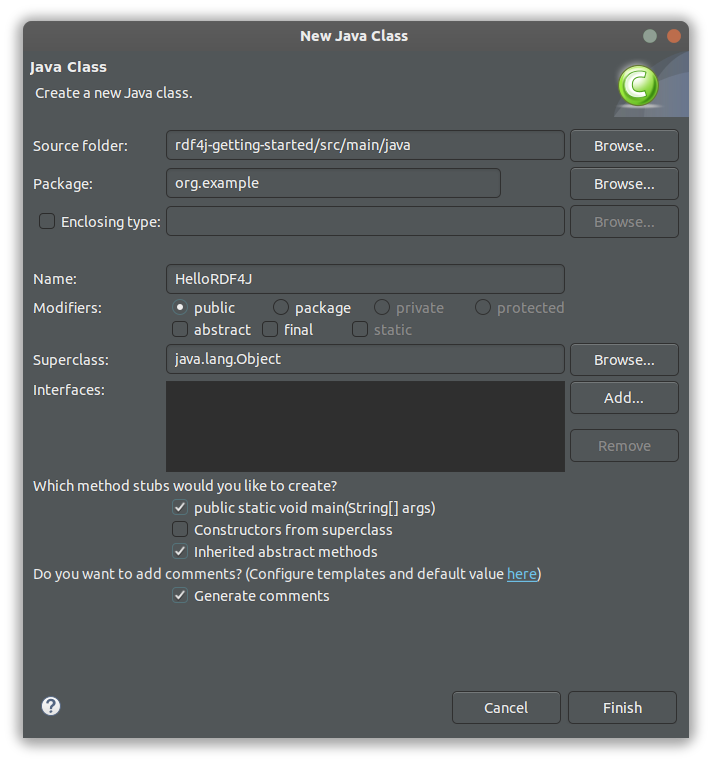 New Java Class
Java Class
Create a new Java class.
Source folder: rdf4j-getting-started/src/main/java Browse...
Package: org.example Browse...
Enclosing type: Browse...
Name: HelloRDF4J
Modifiers: public package private protected
abstract final static
Superclass: java.lang.Object Browse...
Interfaces: Add...
Remove
Which method stubs would you like to create?
public static void main(String[] args)
Constructors from superclass
Inherited abstract methods
Do you want to add comments? (Configure templates and default value here)
Generate comments
? Cancel Finish